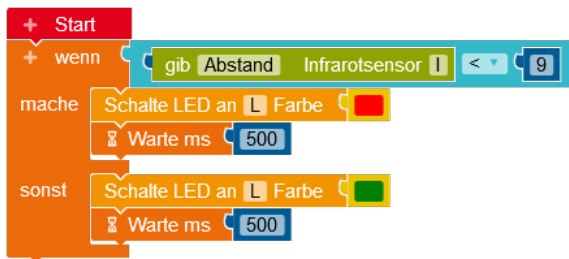 + Start
+ wenn gib Abstand Infrarotsensor I < 9
mache Schalte LED an L Farbe
Warte ms 500
sonst Schalte LED an L Farbe
Warte ms 500